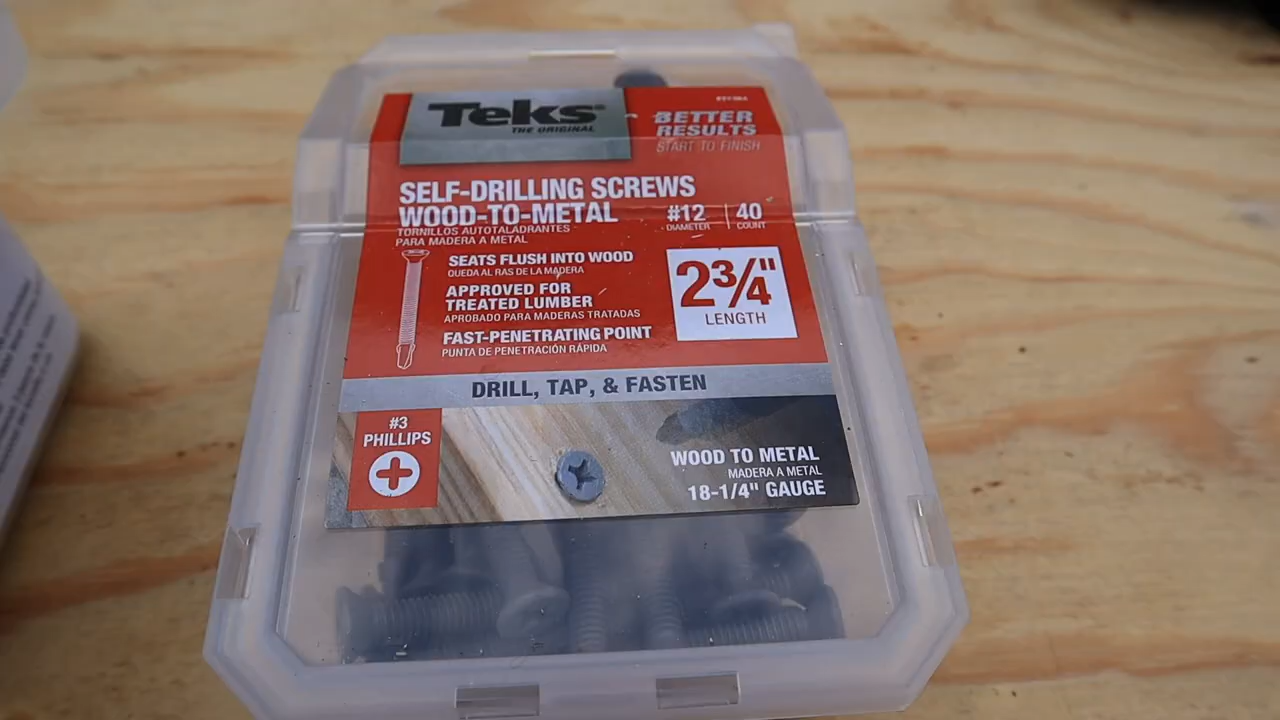 Teks
THE ORIGINAL
BETTER
RESULTS
START TO FINISH
SELF-DRILLING SCREWS
WOOD-TO-METAL
TORNILLOS AUTOTALADRANTES
PARA MADERA A METAL
#12
DIAMETER
40
COUNT
SEATS FLUSH INTO WOOD
QUEDA AL RAS DE LA MADERA
APPROVED FOR
TREATED LUMBER
APROBADO PARA MADERAS TRATADAS
FAST-PENETRATING POINT
PUNTA DE PENETRACIÓN RÁPIDA
2¾"
LENGTH
DRILL, TAP, & FASTEN
#3
PHILLIPS
WOOD TO METAL
MADERA A METAL
18-1/4" GAUGE